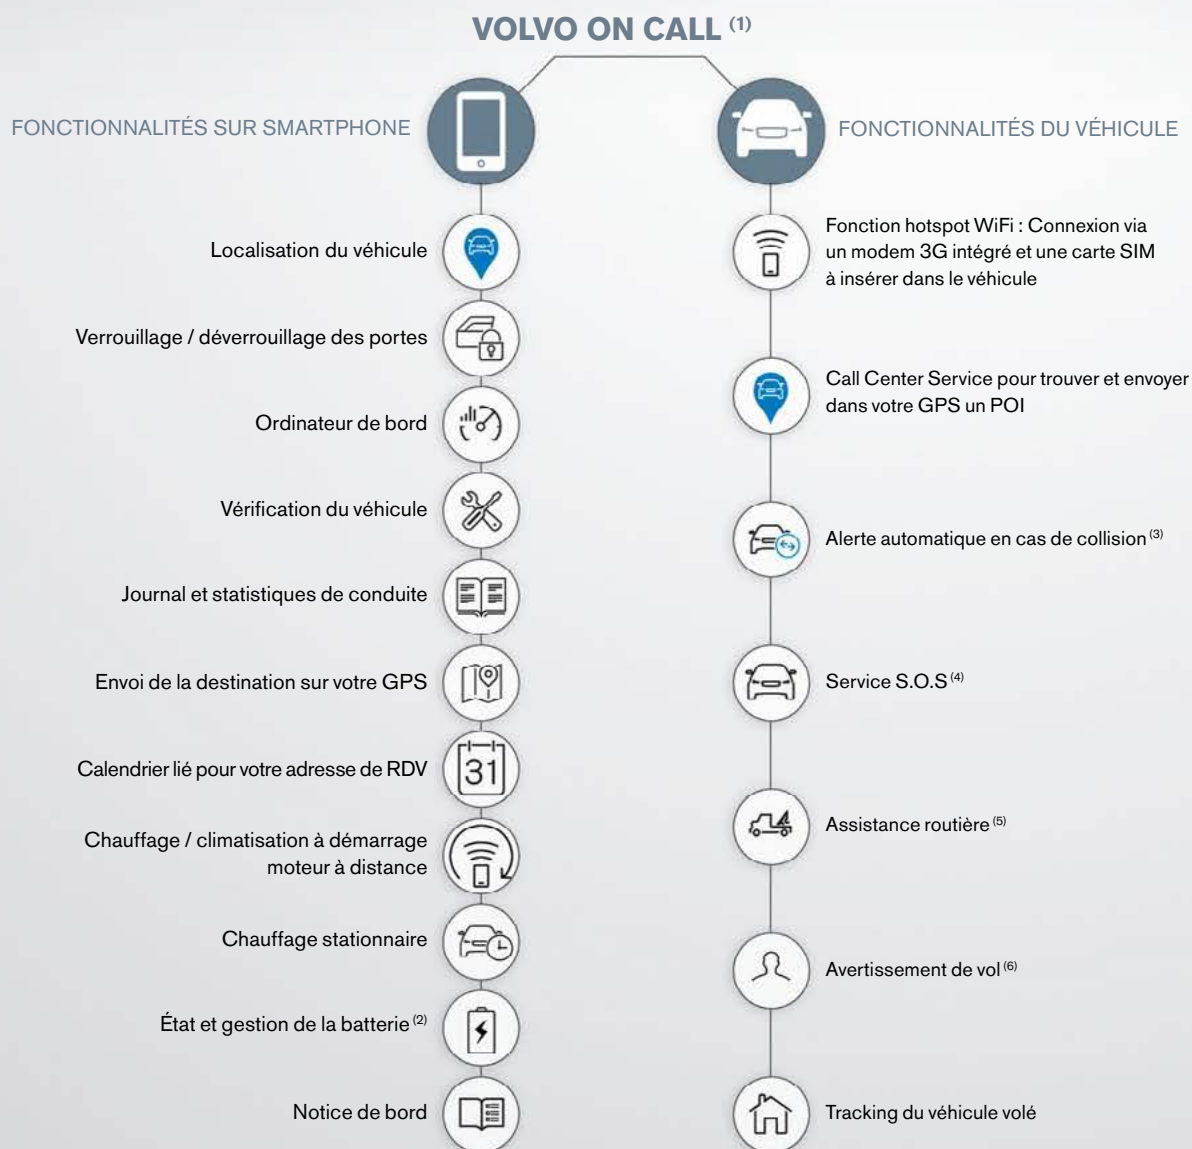 VOLVO ON CALL (1)
FONCTIONNALITÉS SUR SMARTPHONE
Localisation du véhicule
Verrouillage / déverrouillage des portes
Ordinateur de bord
Vérification du véhicule
Journal et statistiques de conduite
Envoi de la destination sur votre GPS
Calendrier lié pour votre adresse de RDV
31
Chauffage / climatisation à démarrage
moteur à distance
Chauffage stationnaire
État et gestion de la batterie (2)
Notice de bord
FONCTIONNALITÉS DU VÉHICULE
Fonction hotspot WiFi : Connexion via
un modem 3G intégré et une carte SIM
à insérer dans le véhicule
Call Center Service pour trouver et envoyer
dans votre GPS un POI
Alerte automatique en cas de collision (3)
Service S.O.S (4)
Assistance routière (5)
Avertissement de vol (6)
Tracking du véhicule volé